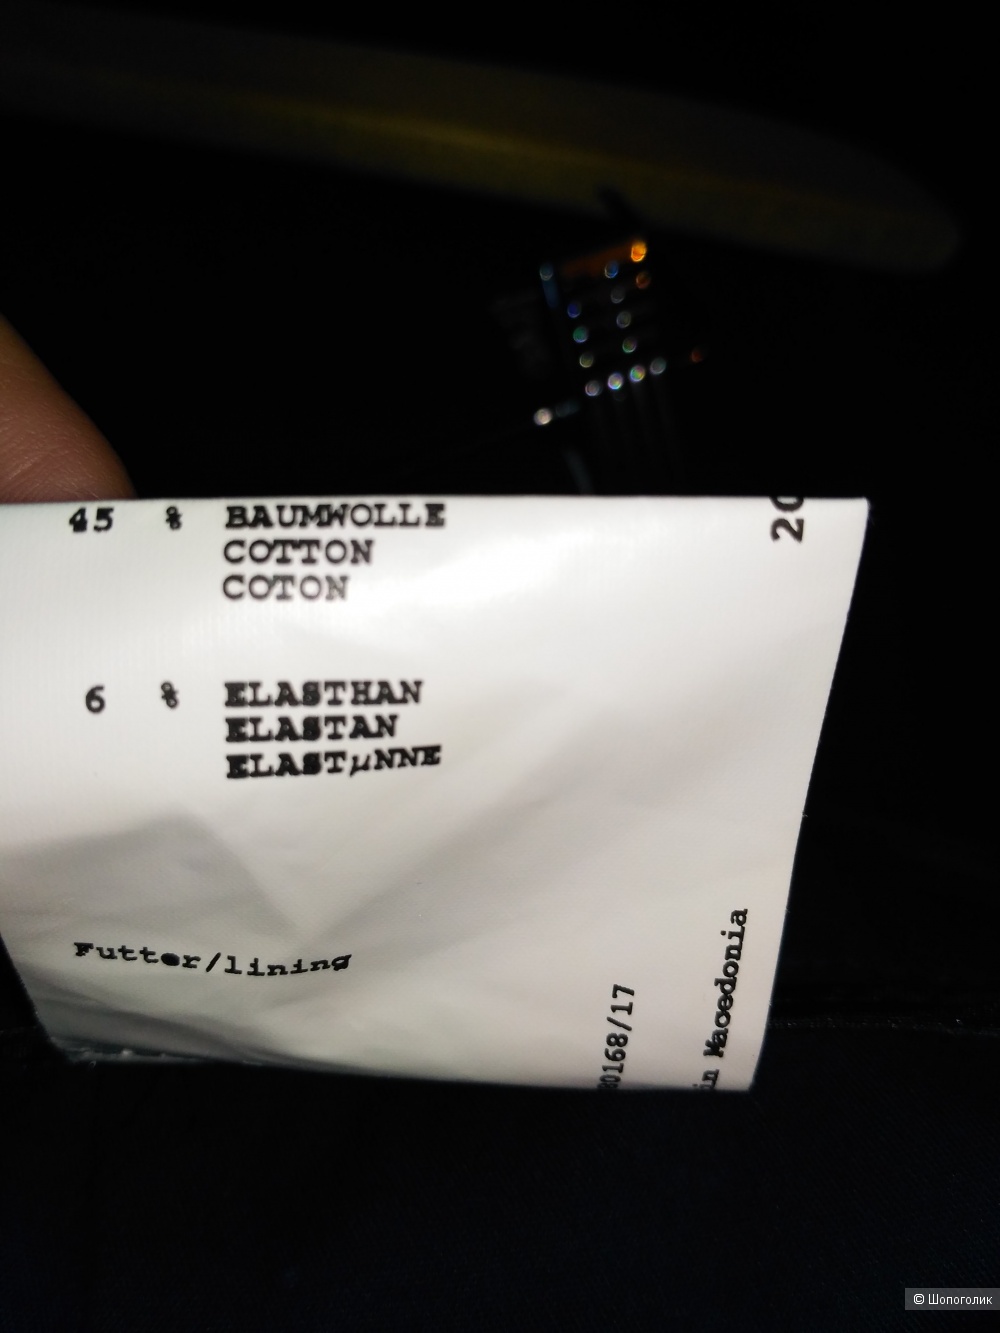 45 % BAUMWOLLE
COTTON
COTON
6 % ELASTHAN
ELASTAN
ELASTµNNE
Futter/lining
80168/17
in Macedonia
20
© Шопоголик